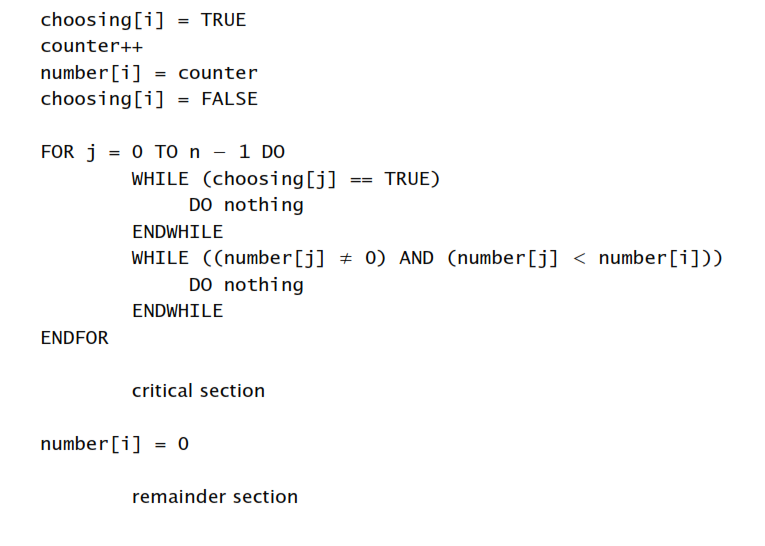 choosing[i] = TRUE
counter++
number[i] = counter
choosing[i] = FALSE
FOR j = 0 TO n – 1 DO
WHILE (choosing[j] == TRUE)
DO nothing
ENDWHILE
WHILE ((number[j] ≠ 0) AND (number[j] < number[i]))
DO nothing
ENDWHILE
ENDFOR
critical section
number[i] = 0
remainder section